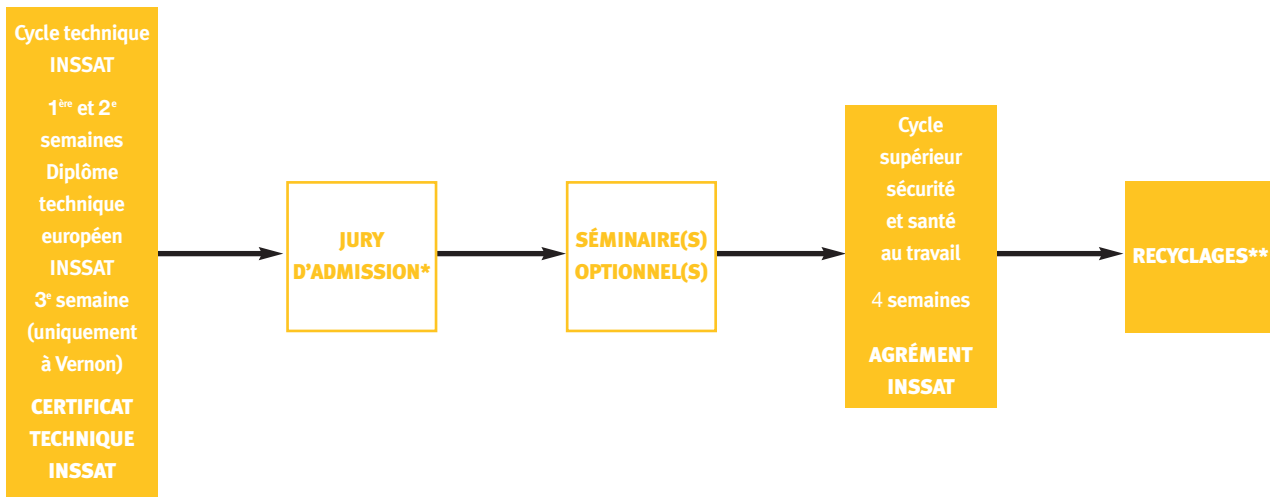 Cycle technique
INSSAT
1ère et 2e
semaines
Diplôme
technique
européen
INSSAT
3e semaine
(uniquement
à Vernon)
CERTIFICAT
TECHNIQUE
INSSAT
JURY
D'ADMISSION*
SÉMINAIRE(S)
OPTIONNEL(S)
Cycle
supérieur
sécurité
et santé
au travail
4 semaines
AGRÉMENT
INSSAT
RECYCLAGES**